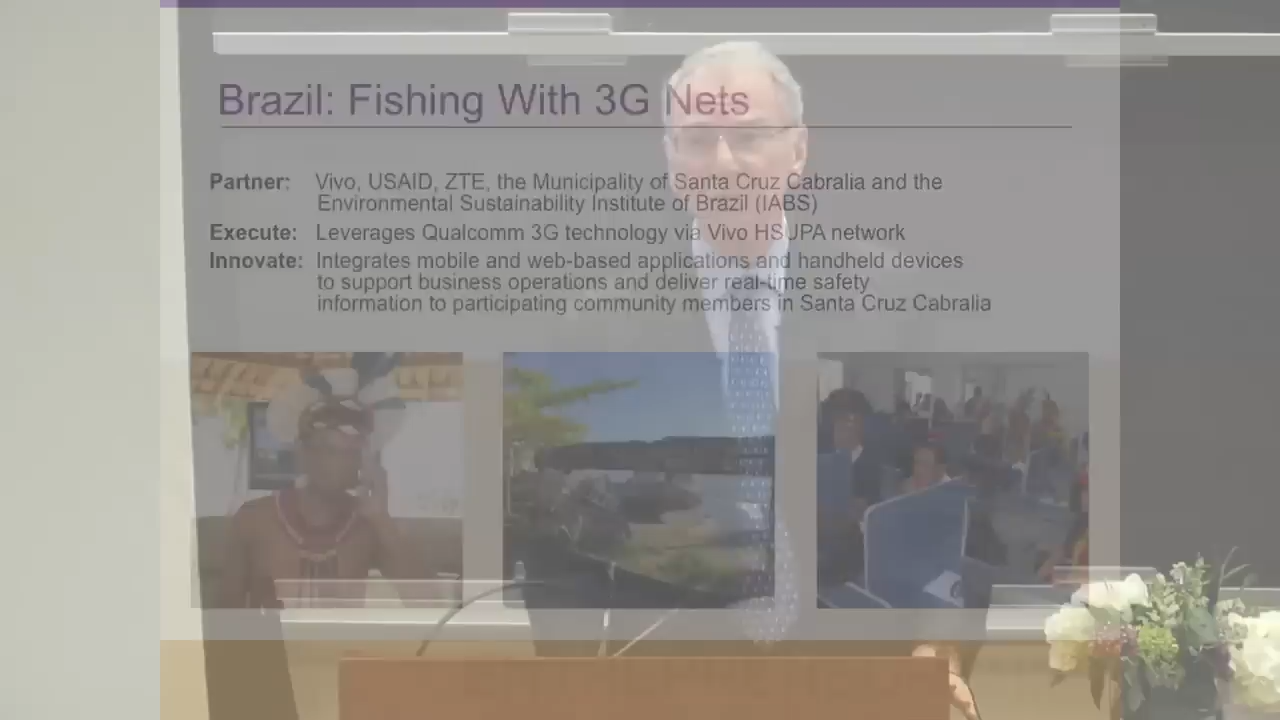 Brazil: Fishing With 3G Nets
Partner: Vivo, USAID, ZTE, the Municipality of Santa Cruz Cabralia and the
Environmental Sustainability Institute of Brazil (IABS)
Execute: Leverages Qualcomm 3G technology via Vivo HSUPA network
Innovate: Integrates mobile and web-based applications and handheld devices
to support business operations and deliver real-time safety
information to participating community members in Santa Cruz Cabralia